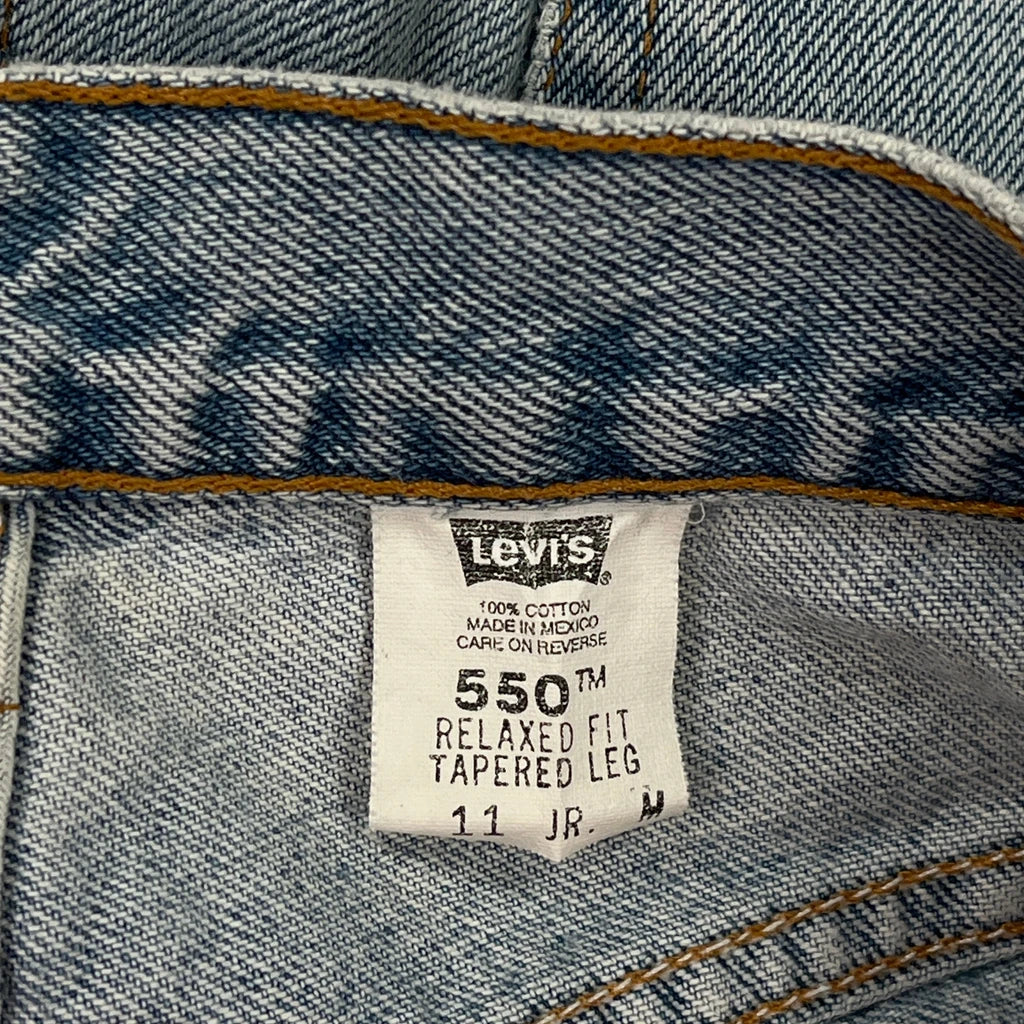 Levi's®
100% COTTON
MADE IN MEXICO
CARE ON REVERSE
550™
RELAXED FIT
TAPERED LEG
11 JR. M